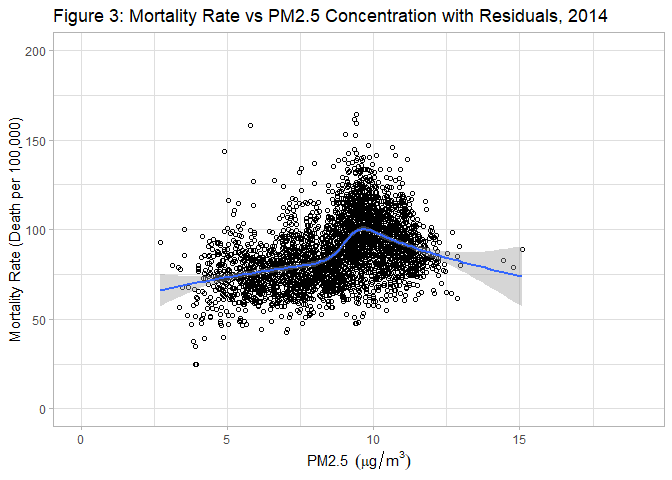 Figure 3: Mortality Rate vs PM2.5 Concentration with Residuals, 2014
Mortality Rate (Death per 100,000)
200
150
100
50
0
0 5 10 15
PM2.5 (μg/m³)